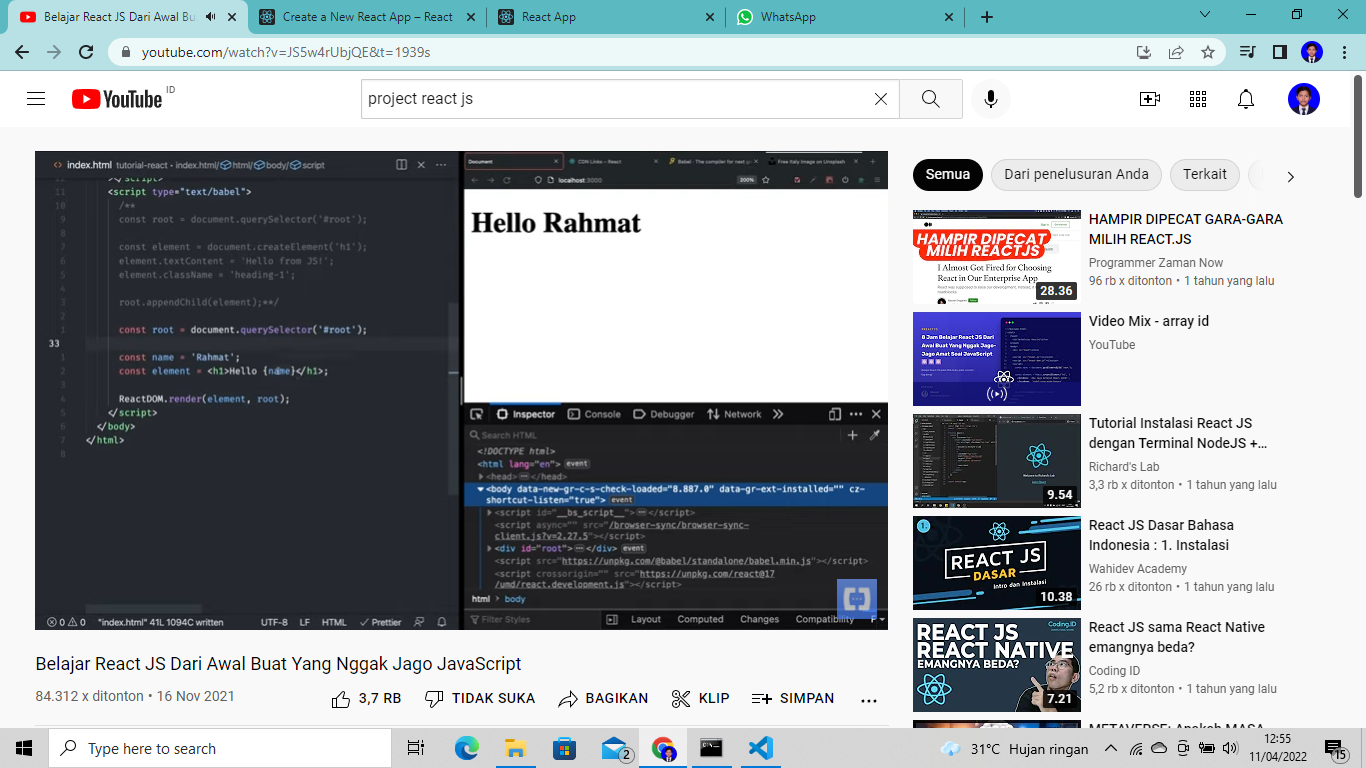 Belajar React JS Dari Awal Bu
Create a New React App – React
React App
WhatsApp
youtube.com/watch?v=JS5w4rUbjQE&t=1939s
YouTube ID
project react js
index.html tutorial-react • index.html/html/body/script
</script>
<script type="text/babel">
/**
const root = document.querySelector('#root');
const element = document.createElement('h1');
element.textContent = 'Hello from JS!';
element.className = 'heading-1';
root.appendChild(element);**/
const root = document.querySelector('#root');
33
const name = 'Rahmat';
const element = <h1>Hello {name}</h1>;
ReactDOM.render(element, root);
</script>
</body>
</html>
0 0 "index.html" 41L 1094C written UTF-8 LF HTML Prettier
Document
CDN Links – React
Babel · The compiler for next g
Free Italy Image on Unsplash
localhost:3000
200%
Hello Rahmat
Inspector Console Debugger Network
Search HTML
<!DOCTYPE html>
<html lang="en"> event
<head> </head>
<body data-new-gr-c-s-check-loaded="8.887.0" data-gr-ext-installed="" cz-
shortcut-listen="true"> event
<script id="__bs_script__"> </script>
<script async="" src="/browser-sync/browser-sync-
client.js?v=2.27.5"></script>
<div id="root"> </div> event
<script src="https://unpkg.com/@babel/standalone/babel.min.js"></script>
<script crossorigin="" src="https://unpkg.com/react@17
/umd/react.development.js"></script>
html > body
Filter Styles Layout Computed Changes Compatibility F
Belajar React JS Dari Awal Buat Yang Nggak Jago JavaScript
84.312 x ditonton • 16 Nov 2021
3,7 RB TIDAK SUKA BAGIKAN KLIP SIMPAN
Semua Dari penelusuran Anda Terkait
HAMPIR DIPECAT
MILIH REACTJS
I Almost Got Fired for Choosing
React in Our Enterprise App
28.36
HAMPIR DIPECAT GARA-GARA
MILIH REACT.JS
Programmer Zaman Now
96 rb x ditonton • 1 tahun yang lalu
8 Jam Belajar React JS Dari
Awal Buat Yang Nggak Jago-
Jago Amat Soal JavaScript
Video Mix - array id
YouTube
9.54
Tutorial Instalasi React JS
dengan Terminal NodeJS +...
Richard's Lab
3,3 rb x ditonton • 1 tahun yang lalu
1.
REACT JS
DASAR
Intro dan Instalasi
10.38
React JS Dasar Bahasa
Indonesia : 1. Instalasi
Wahidev Academy
26 rb x ditonton • 1 tahun yang lalu
Coding.ID
REACT JS
REACT NATIVE
EMANGNYA BEDA?
7.21
React JS sama React Native
emangnya beda?
Coding ID
5,2 rb x ditonton • 1 tahun yang lalu
METAVERSE: Apakah MASA
Type here to search
2
31°C Hujan ringan
12:55
11/04/2022
15